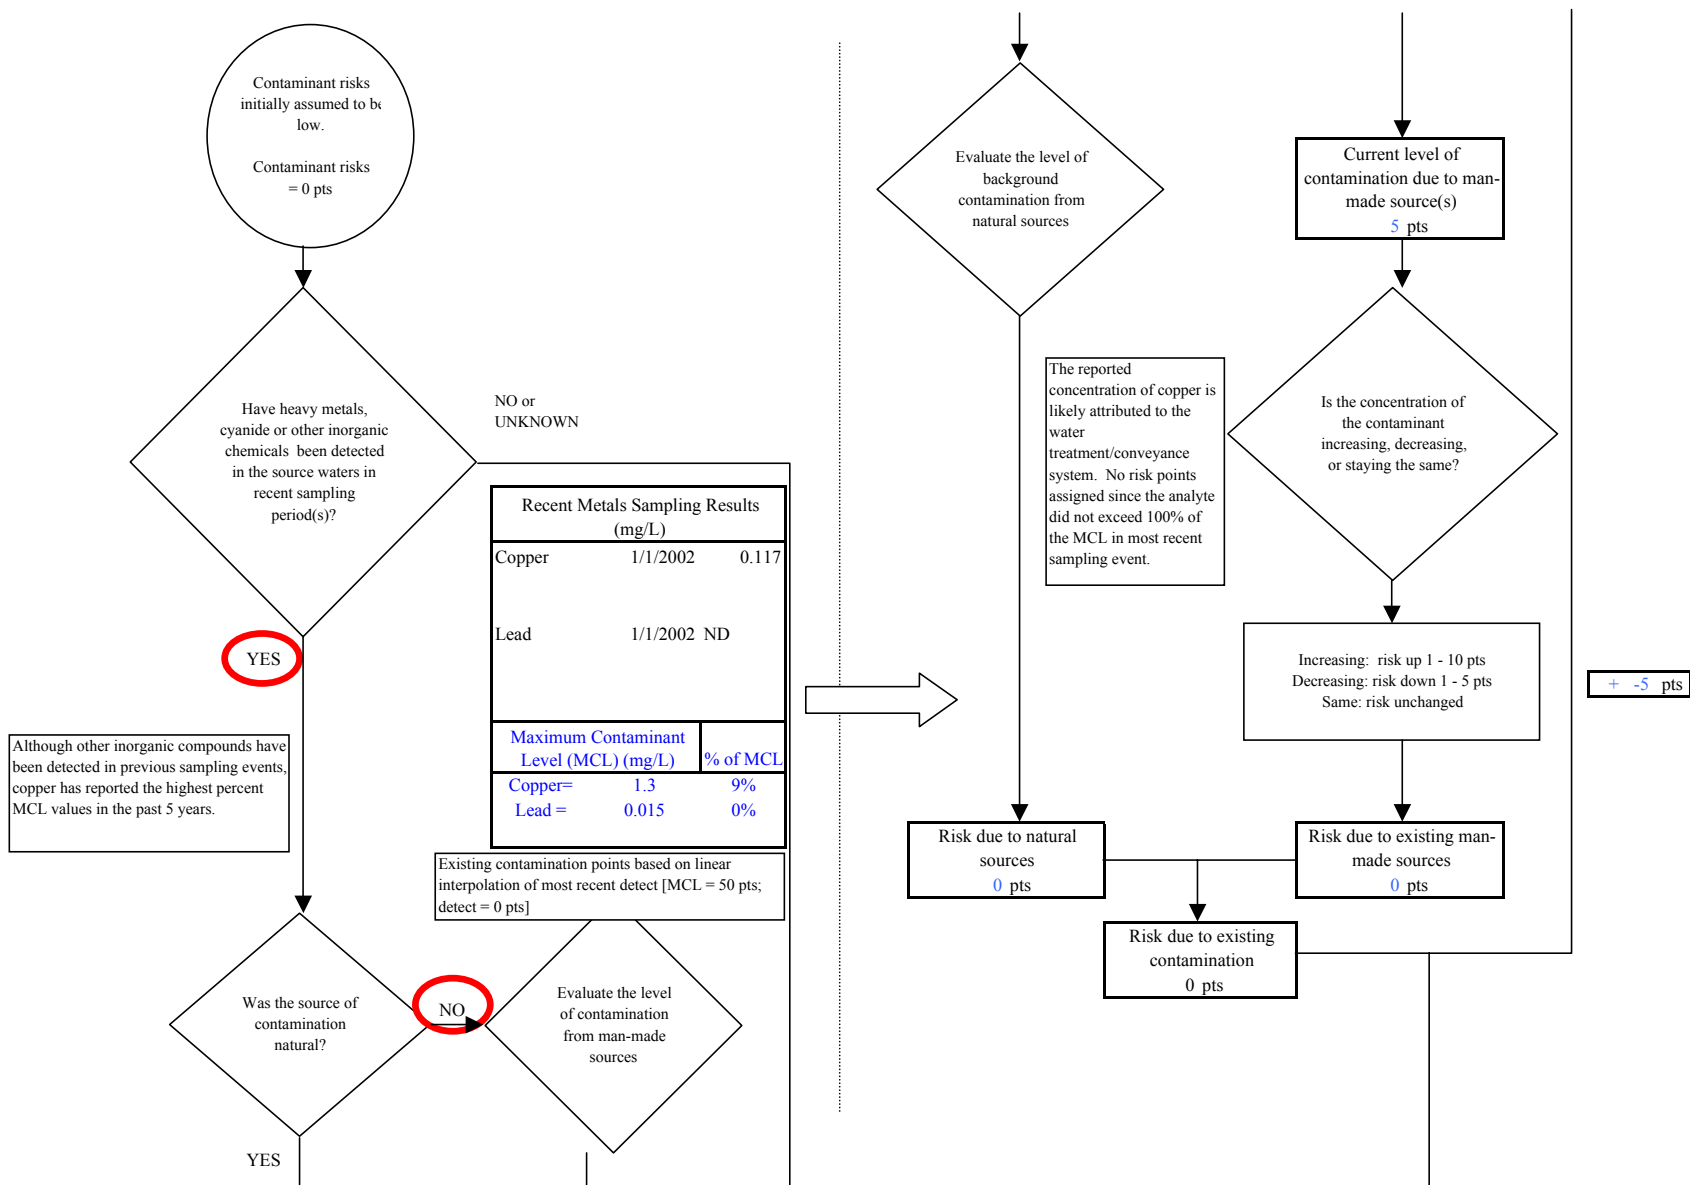 Contaminant risks
initially assumed to be
low.
Contaminant risks
= 0 pts
Have heavy metals,
cyanide or other inorganic
chemicals been detected
in the source waters in
recent sampling
period(s)?
NO or
UNKNOWN
YES
Recent Metals Sampling Results
(mg/L)
Copper 1/1/2002 0.117
Lead 1/1/2002 ND
Maximum Contaminant
Level (MCL) (mg/L) % of MCL
Copper= 1.3 9%
Lead = 0.015 0%
Although other inorganic compounds have
been detected in previous sampling events,
copper has reported the highest percent
MCL values in the past 5 years.
Existing contamination points based on linear
interpolation of most recent detect [MCL = 50 pts;
detect = 0 pts]
Was the source of
contamination
natural?
NO
Evaluate the level
of contamination
from man-made
sources
YES
Evaluate the level of
background
contamination from
natural sources
Current level of
contamination due to man-
made source(s)
5 pts
The reported
concentration of copper is
likely attributed to the
water
treatment/conveyance
system. No risk points
assigned since the analyte
did not exceed 100% of
the MCL in most recent
sampling event.
Is the concentration of
the contaminant
increasing, decreasing,
or staying the same?
Increasing: risk up 1 - 10 pts
Decreasing: risk down 1 - 5 pts
Same: risk unchanged
+ -5 pts
Risk due to natural
sources
0 pts
Risk due to existing man-
made sources
0 pts
Risk due to existing
contamination
0 pts